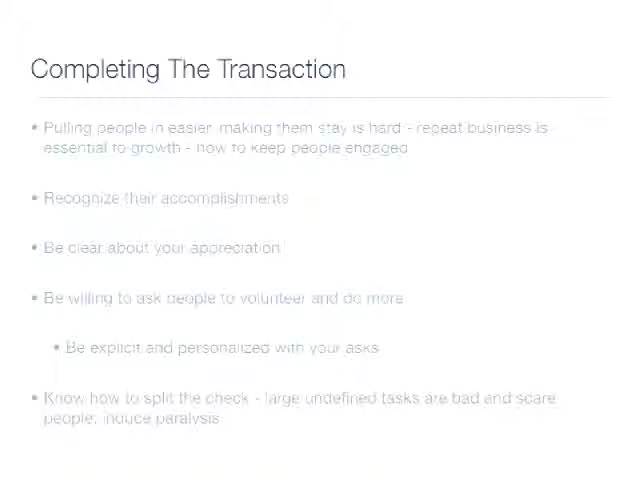 Completing The Transaction
• Pulling people in easier, making them stay is hard - repeat business is
essential to growth - how to keep people engaged
• Recognize their accomplishments
• Be clear about your appreciation
• Be willing to ask people to volunteer and do more
• Be explicit and personalized with your asks
• Know how to split the check - large undefined tasks are bad and scare
people, induce paralysis